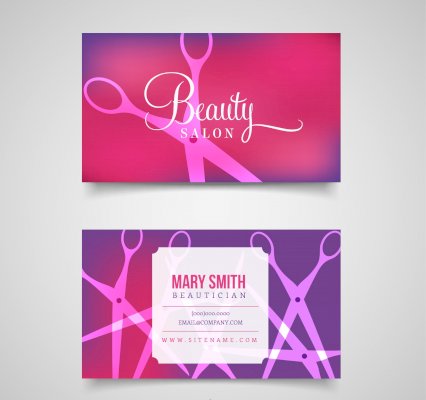 Beauty
SALON
MARY SMITH
BEAUTICIAN
(000)000.0000
EMAIL@COMPANY.COM
WWW.SITENAME.COM